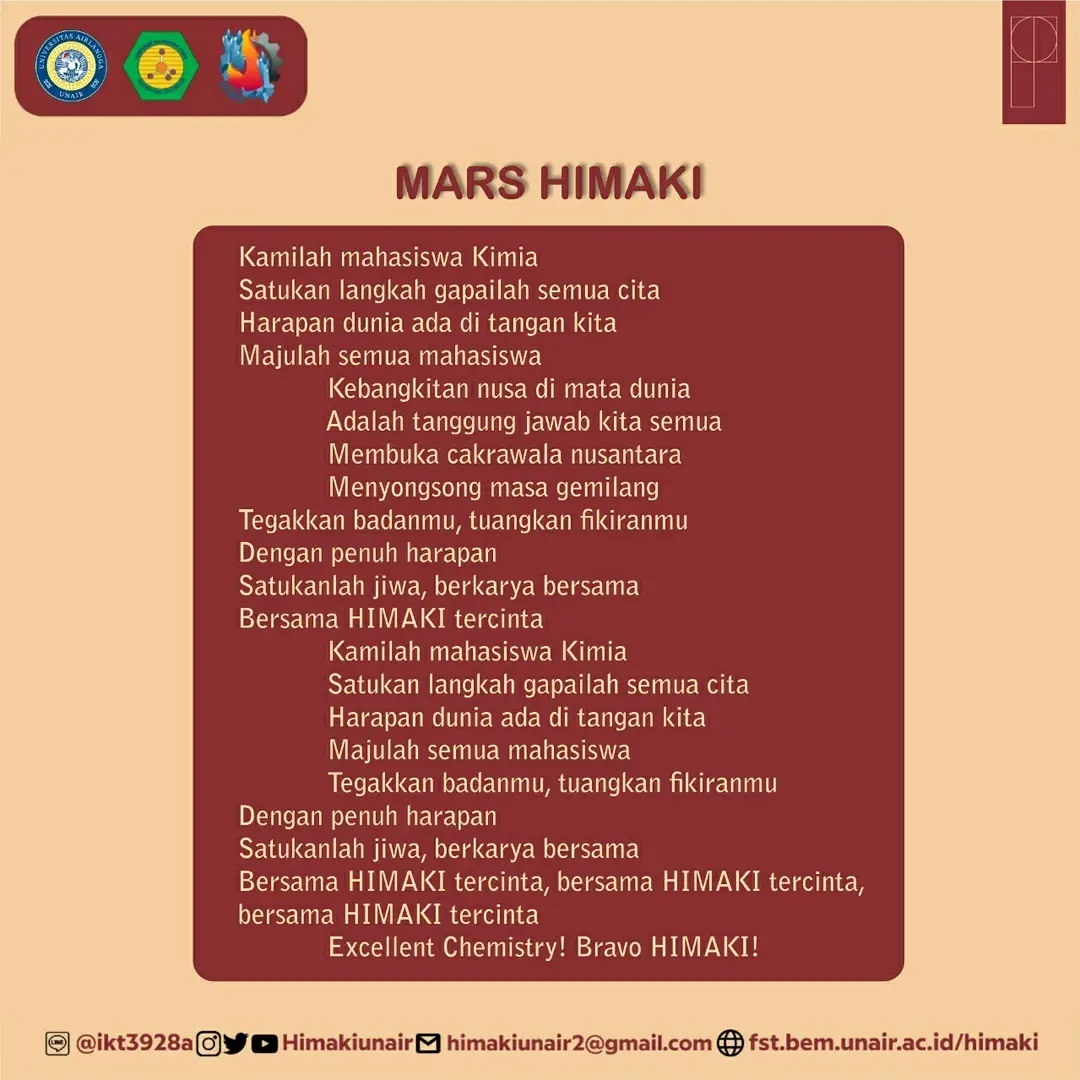 UNIVERSITAS AIRLANGGA
UNAIR
MARS HIMAKI
Kamilah mahasiswa Kimia
Satukan langkah gapailah semua cita
Harapan dunia ada di tangan kita
Majulah semua mahasiswa
Kebangkitan nusa di mata dunia
Adalah tanggung jawab kita semua
Membuka cakrawala nusantara
Menyongsong masa gemilang
Tegakkan badanmu, tuangkan fikiranmu
Dengan penuh harapan
Satukanlah jiwa, berkarya bersama
Bersama HIMAKI tercinta
Kamilah mahasiswa Kimia
Satukan langkah gapailah semua cita
Harapan dunia ada di tangan kita
Majulah semua mahasiswa
Tegakkan badanmu, tuangkan fikiranmu
Dengan penuh harapan
Satukanlah jiwa, berkarya bersama
Bersama HIMAKI tercinta, bersama HIMAKI tercinta,
bersama HIMAKI tercinta
Excellent Chemistry! Bravo HIMAKI!
LINE @ikt3928a Himakiunair himakiunair2@gmail.com fst.bem.unair.ac.id/himaki